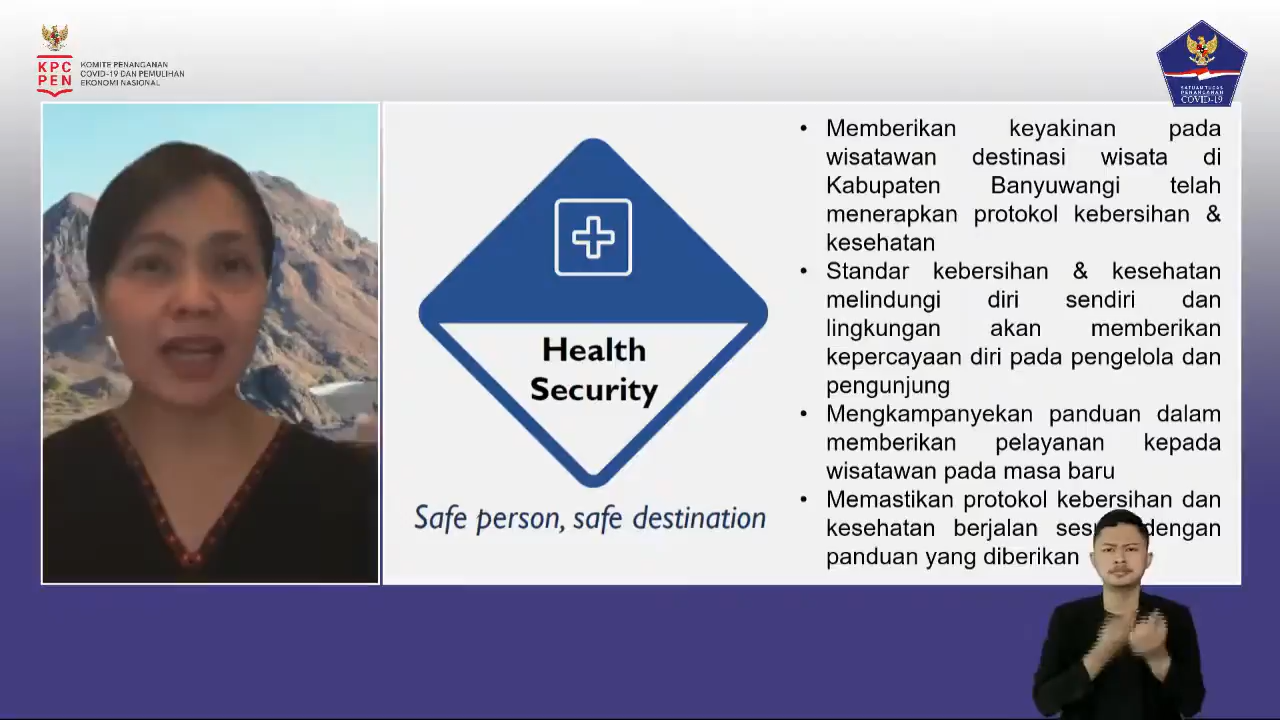 KPC
PEN
KOMITE PENANGANAN
COVID-19 DAN PEMULIHAN
EKONOMI NASIONAL
SATUAN TUGAS
PENANGANAN
COVID-19
Health
Security
Safe person, safe destination
• Memberikan keyakinan pada
wisatawan destinasi wisata di
Kabupaten Banyuwangi telah
menerapkan protokol kebersihan &
kesehatan
• Standar kebersihan & kesehatan
melindungi diri sendiri dan
lingkungan akan memberikan
kepercayaan diri pada pengelola dan
pengunjung
• Mengkampanyekan panduan dalam
memberikan pelayanan kepada
wisatawan pada masa baru
• Memastikan protokol kebersihan dan
kesehatan berjalan dengan
panduan yang diberikan